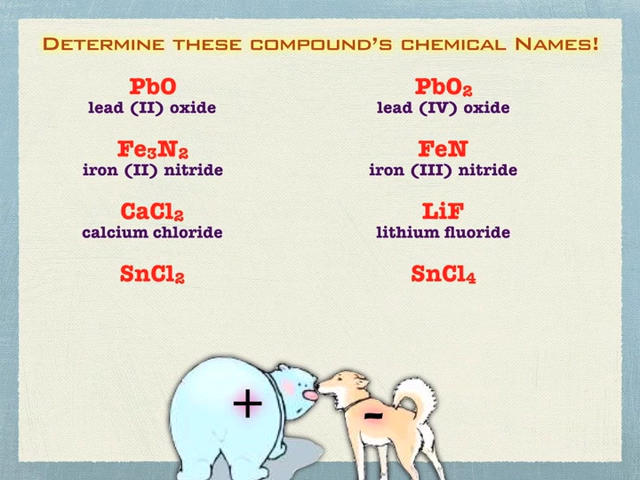 Determine these compound's chemical Names!
PbO PbO₂
lead (II) oxide lead (IV) oxide
Fe₃N₂ FeN
iron (II) nitride iron (III) nitride
CaCl₂ LiF
calcium chloride lithium fluoride
SnCl₂ SnCl₄
+ -